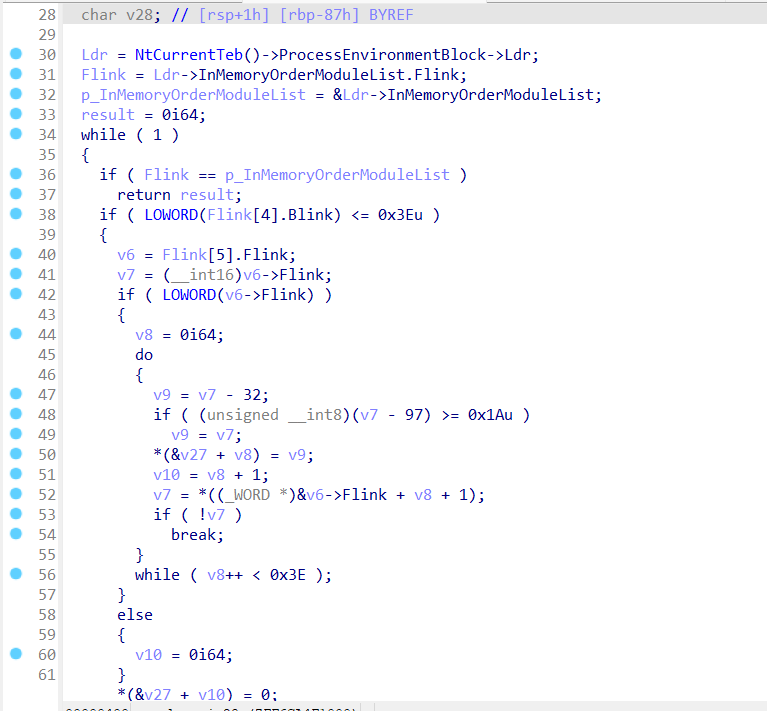 28 char v28; // [rsp+1h] [rbp-87h] BYREF
29
30 Ldr = NtCurrentTeb()->ProcessEnvironmentBlock->Ldr;
31 Flink = Ldr->InMemoryOrderModuleList.Flink;
32 p_InMemoryOrderModuleList = &Ldr->InMemoryOrderModuleList;
33 result = 0i64;
34 while ( 1 )
35 {
36 if ( Flink == p_InMemoryOrderModuleList )
37 return result;
38 if ( LOWORD(Flink[4].Blink) <= 0x3Eu )
39 {
40 v6 = Flink[5].Flink;
41 v7 = (__int16)v6->Flink;
42 if ( LOWORD(v6->Flink) )
43 {
44 v8 = 0i64;
45 do
46 {
47 v9 = v7 - 32;
48 if ( (unsigned __int8)(v7 - 97) >= 0x1Au )
49 v9 = v7;
50 *(&v27 + v8) = v9;
51 v10 = v8 + 1;
52 v7 = *((_WORD *)&v6->Flink + v8 + 1);
53 if ( !v7 )
54 break;
55 }
56 while ( v8++ < 0x3E );
57 }
58 else
59 {
60 v10 = 0i64;
61 }
*(&v27 + v10) = 0;